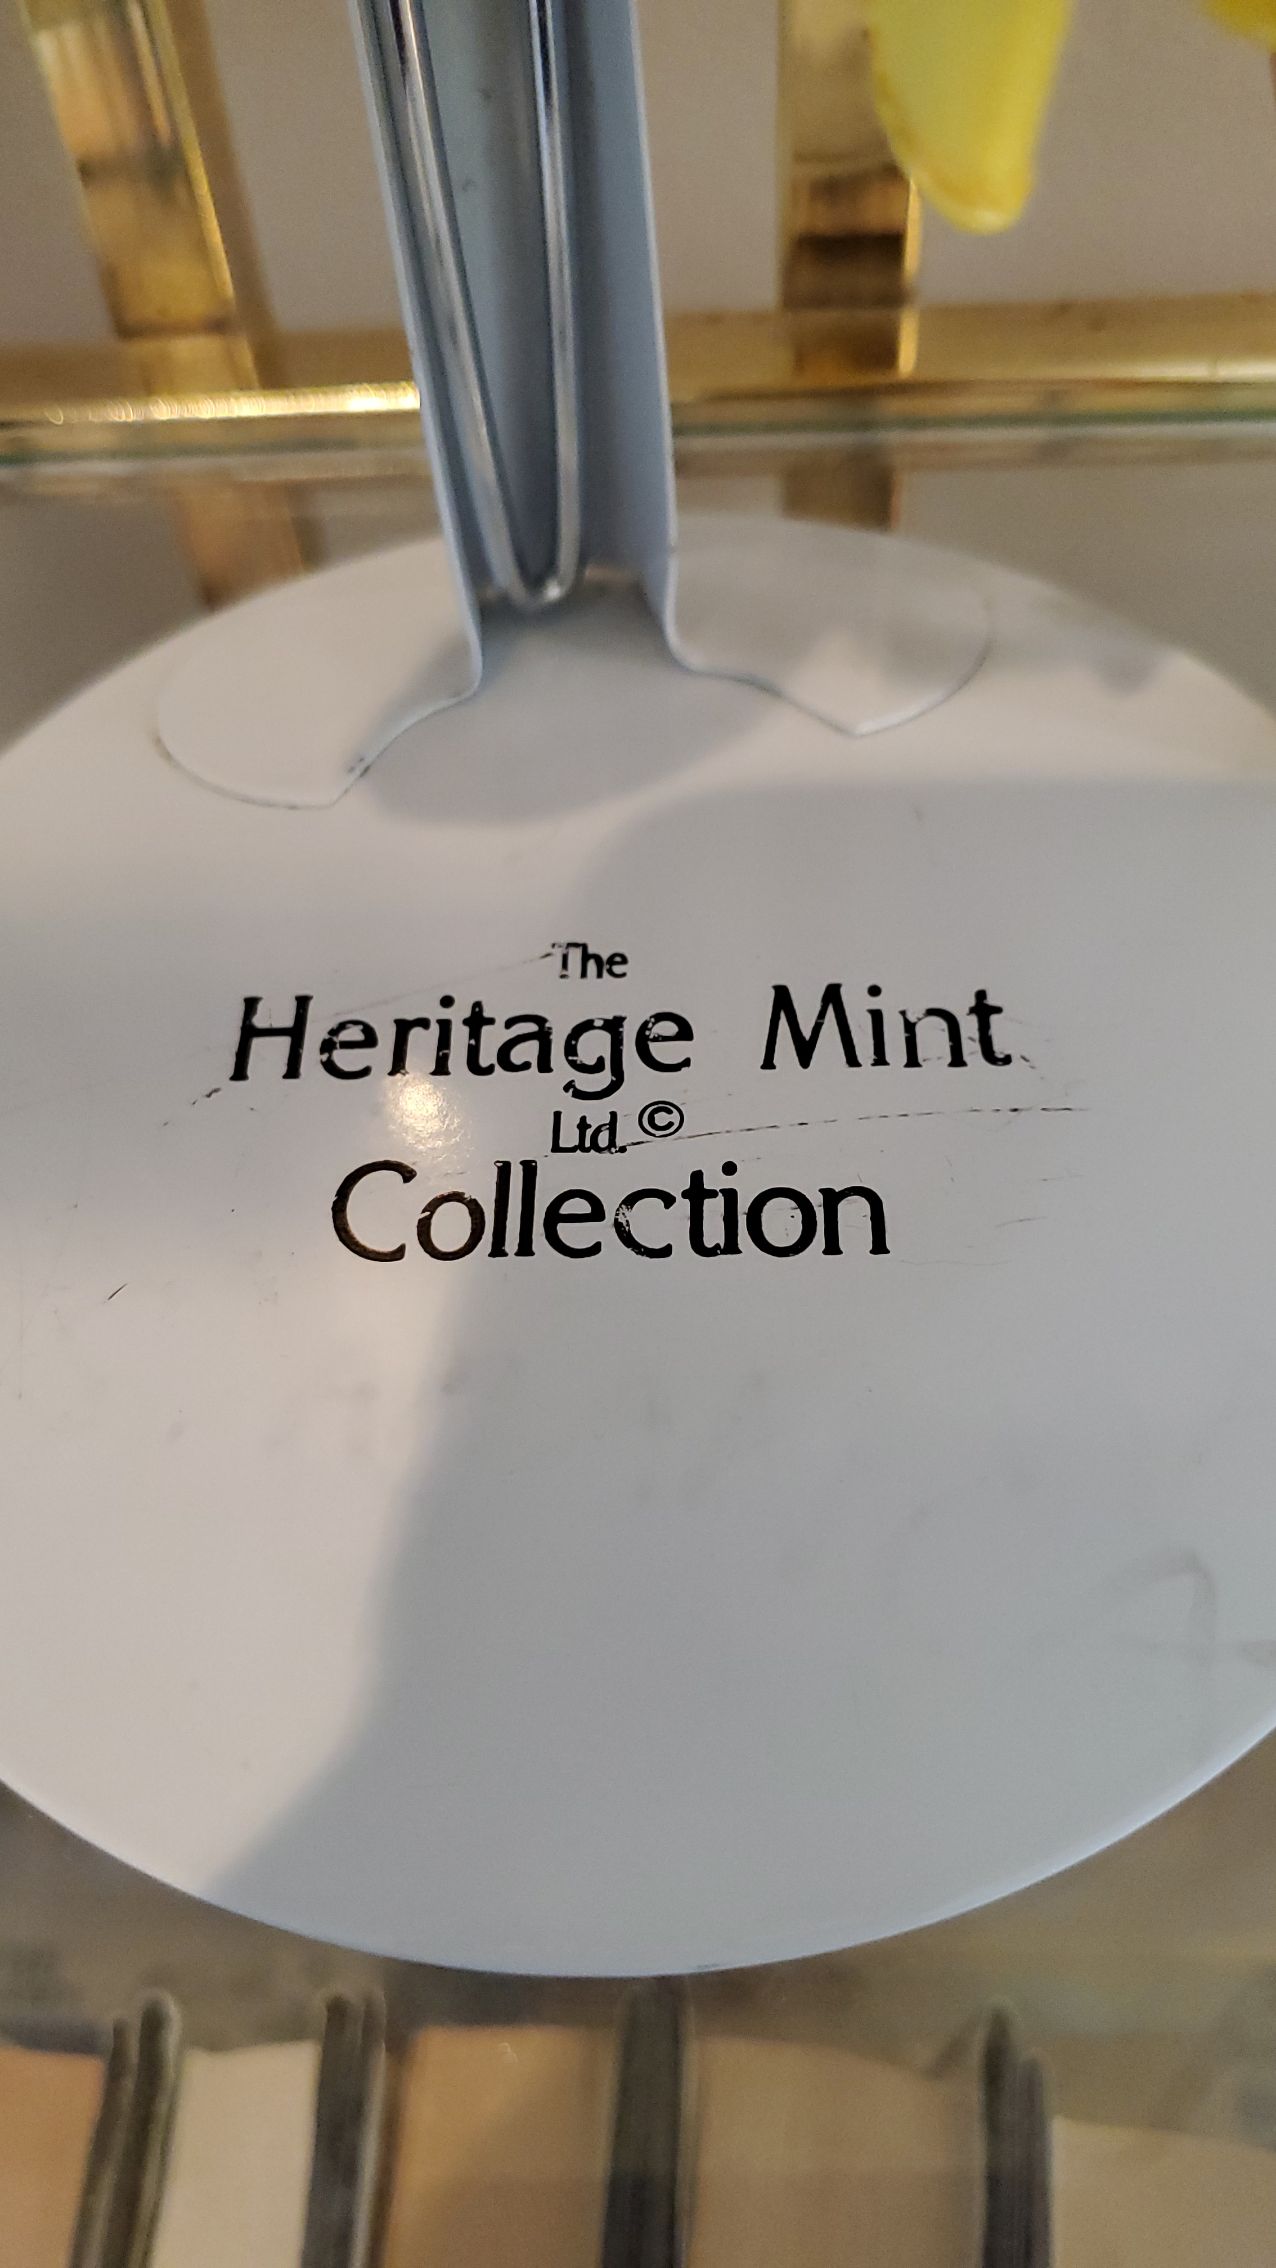 The
Heritage Mint
Ltd.©
Collection